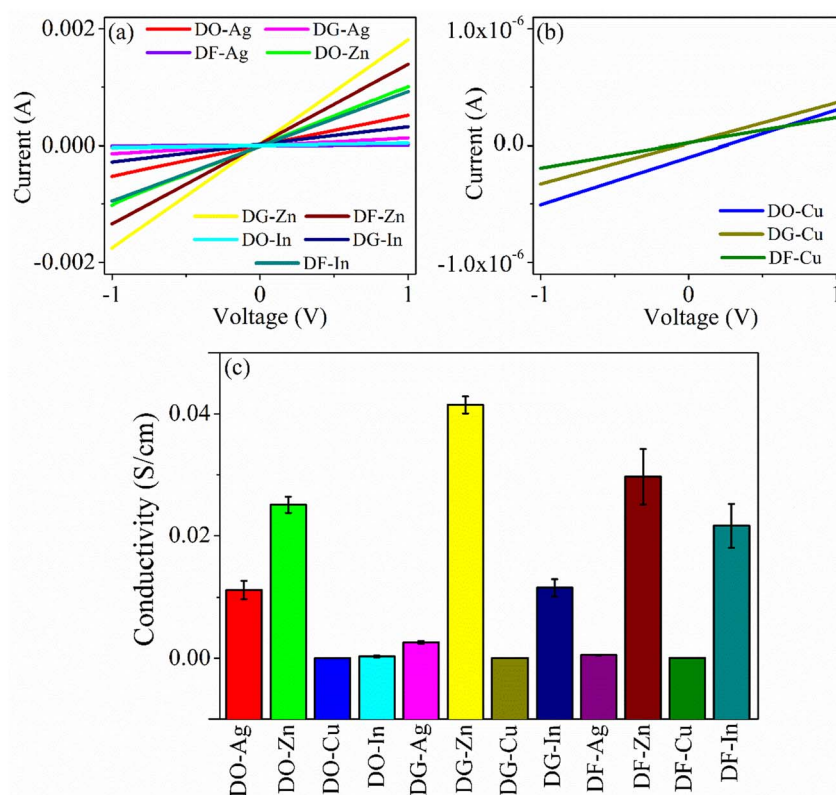 (a)
DO-Ag DG-Ag
DF-Ag DO-Zn
DG-Zn DF-Zn
DO-In DG-In
DF-In
0.002
0.000
-0.002
Current (A)
-1 0 1
Voltage (V)
(b)
1.0x10-6
0.0
-1.0x10-6
Current (A)
DO-Cu
DG-Cu
DF-Cu
-1 0 1
Voltage (V)
(c)
0.04
0.02
0.00
Conductivity (S/cm)
DO-Ag
DO-Zn
DO-Cu
DO-In
DG-Ag
DG-Zn
DG-Cu
DG-In
DF-Ag
DF-Zn
DF-Cu
DF-In